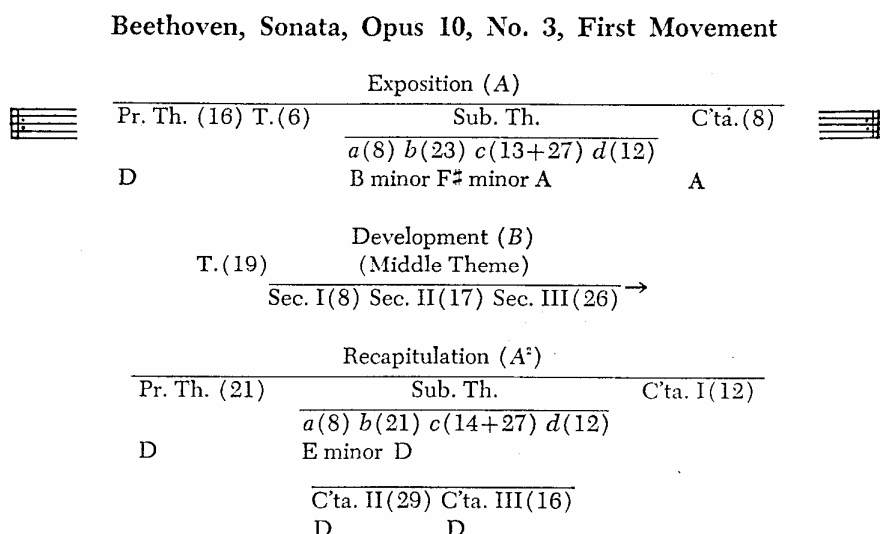 Beethoven, Sonata, Opus 10, No. 3, First Movement
Exposition (A)
Pr. Th. (16) T.(6) Sub. Th. C'ta.(8)
a(8) b(23) c(13+27) d(12)
D B minor F♯ minor A A
Development (B)
T.(19) (Middle Theme)
Sec. I(8) Sec. II(17) Sec. III(26) →
Recapitulation (A²)
Pr. Th. (21) Sub. Th. C'ta. I(12)
a(8) b(21) c(14+27) d(12)
D E minor D
C'ta. II(29) C'ta. III(16)
D D